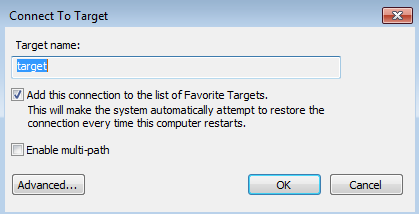 Connect To Target
Target name:
target
Add this connection to the list of Favorite Targets.
This will make the system automatically attempt to restore the
connection every time this computer restarts.
Enable multi-path
Advanced... OK Cancel